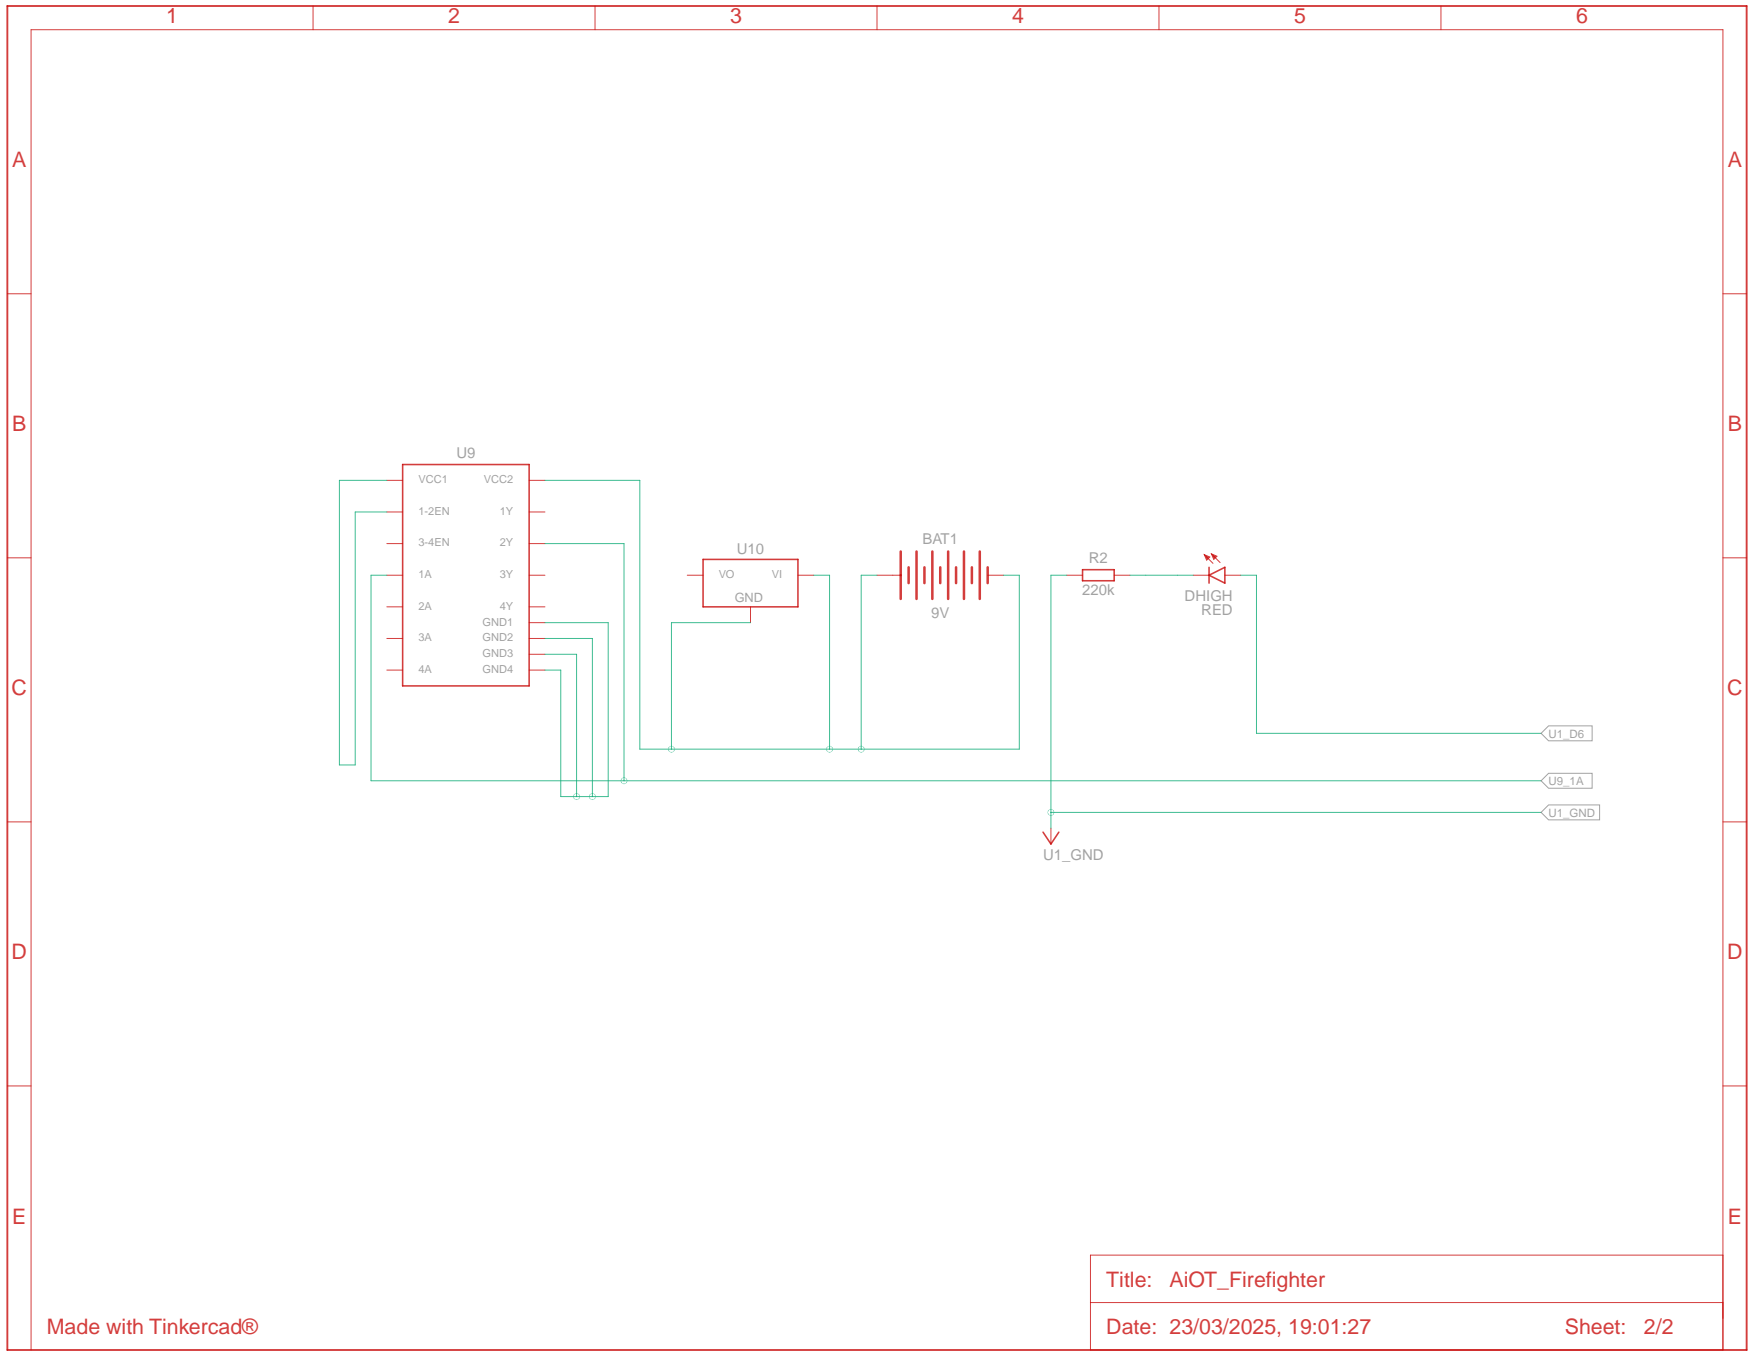 1 2 3 4 5 6
A A
B B
U9
VCC1 VCC2
1-2EN 1Y
3-4EN 2Y
1A 3Y
2A 4Y
GND1
3A GND2
GND3
4A GND4
U10
VO VI
GND
BAT1
9V
R2
220k
DHIGH
RED
C C
U1_D6
U9_1A
U1_GND
U1_GND
D D
E E
Title: AiOT_Firefighter
Made with Tinkercad®
Date: 23/03/2025, 19:01:27 Sheet: 2/2